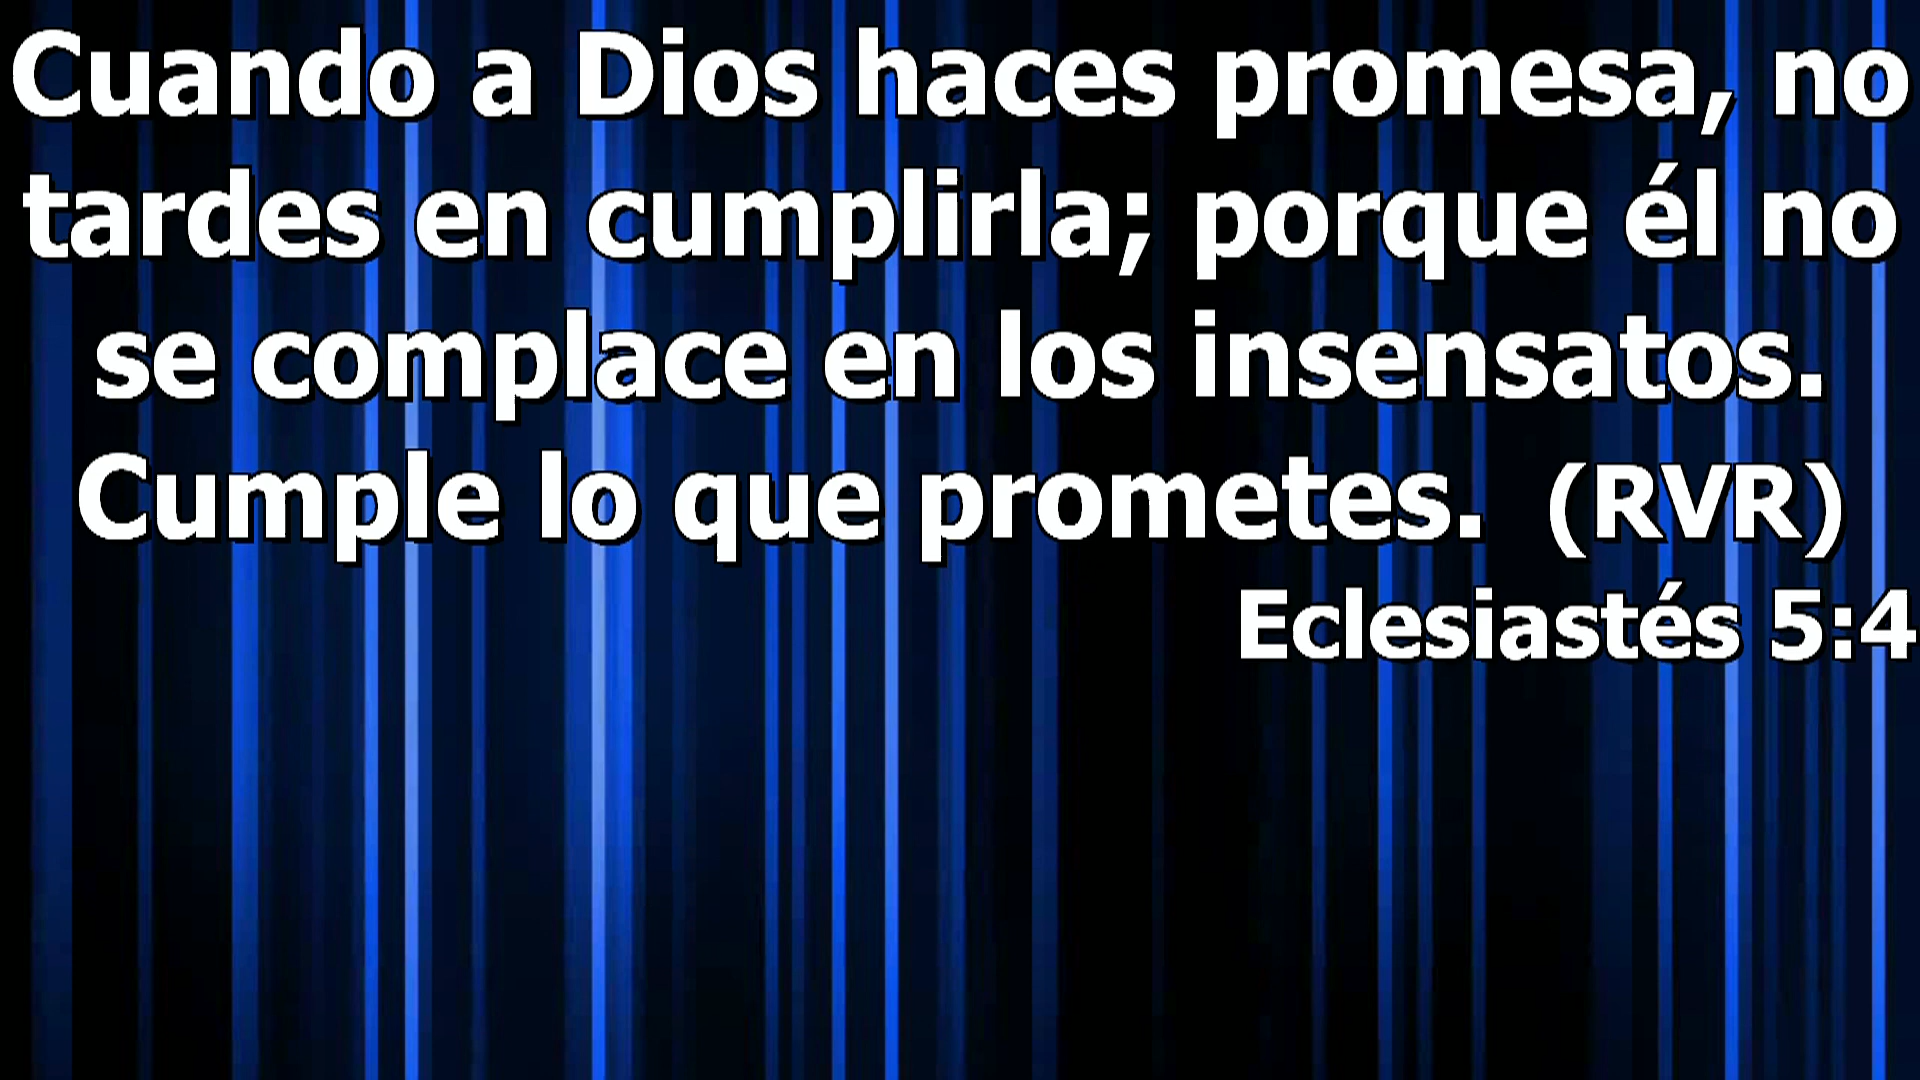 Cuando a Dios haces promesa, no
tardes en cumplirla; porque él no
se complace en los insensatos.
Cumple lo que prometes.  (RVR)
Eclesiastés 5:4